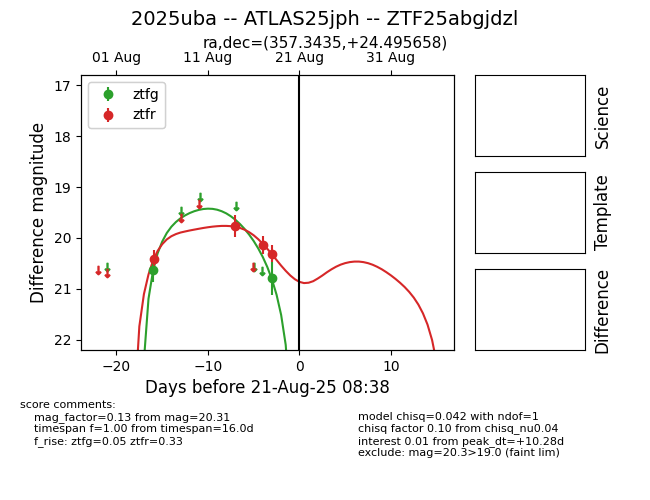 2025uba -- ATLAS25jph -- ZTF25abgjdzl
ra,dec=(357.3435,+24.495658)
01 Aug 11 Aug 21 Aug 31 Aug
ztfg
ztfr
17
18
19
20
21
22
Difference magnitude
−20 −10 0 10
Days before 21-Aug-25 08:38
Science
Template
Difference
score comments:
mag_factor=0.13 from mag=20.31
timespan f=1.00 from timespan=16.0d
f_rise: ztfg=0.05 ztfr=0.33
model chisq=0.042 with ndof=1
chisq factor 0.10 from chisq_nu0.04
interest 0.01 from peak_dt=+10.28d
exclude: mag=20.3>19.0 (faint lim)